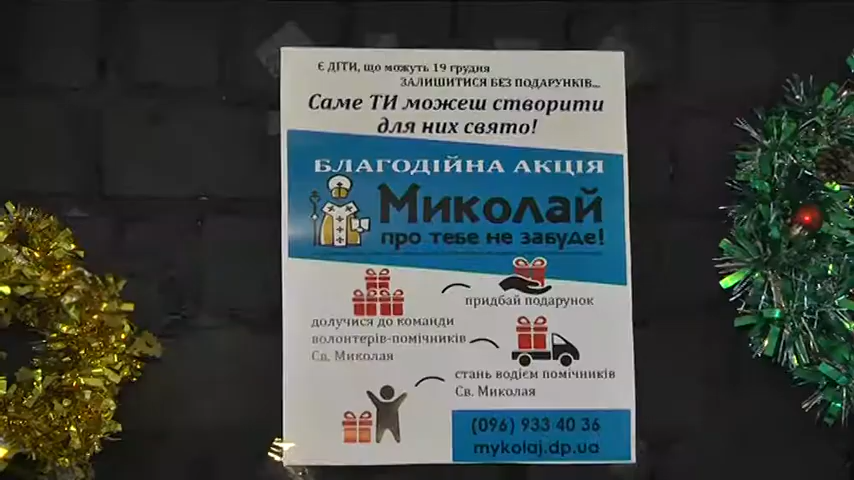 Є ДІТИ, що можуть 19 грудня
ЗАЛИШИТИСЯ БЕЗ ПОДАРУНКІВ...
Саме ТИ можеш створити
для них свято!
БЛАГОДІЙНА АКЦІЯ
Миколай
про тебе не забуде!
придбай подарунок
долучися до команди
волонтерів-помічників
Св. Миколая
стань водієм помічників
Св. Миколая
(096) 933 40 36
mykolaj.dp.ua